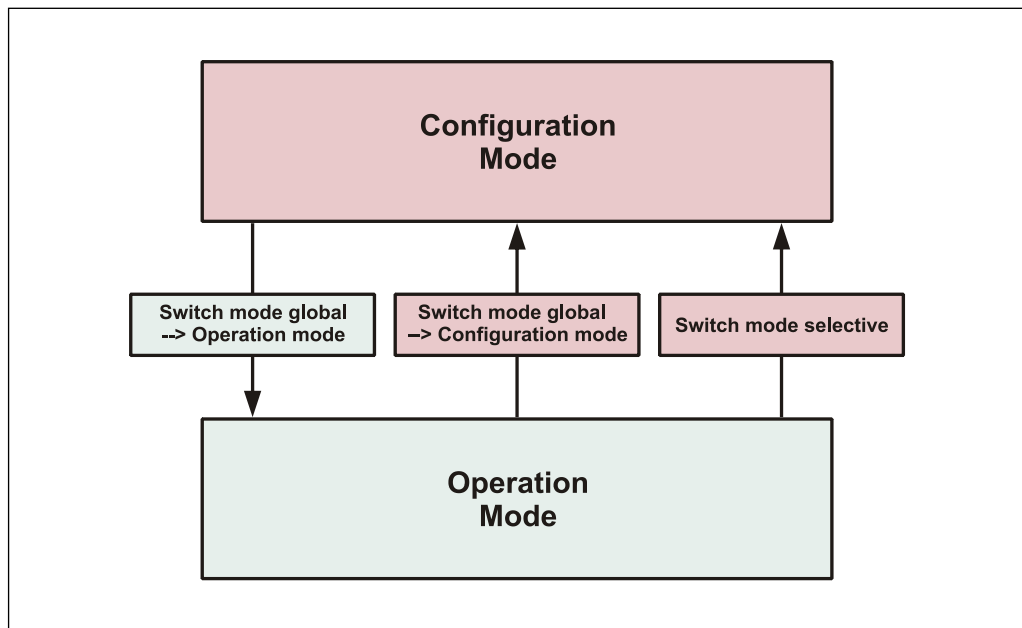 Configuration
Mode
Switch mode global
--> Operation mode
Switch mode global
–> Configuration mode
Switch mode selective
Operation
Mode